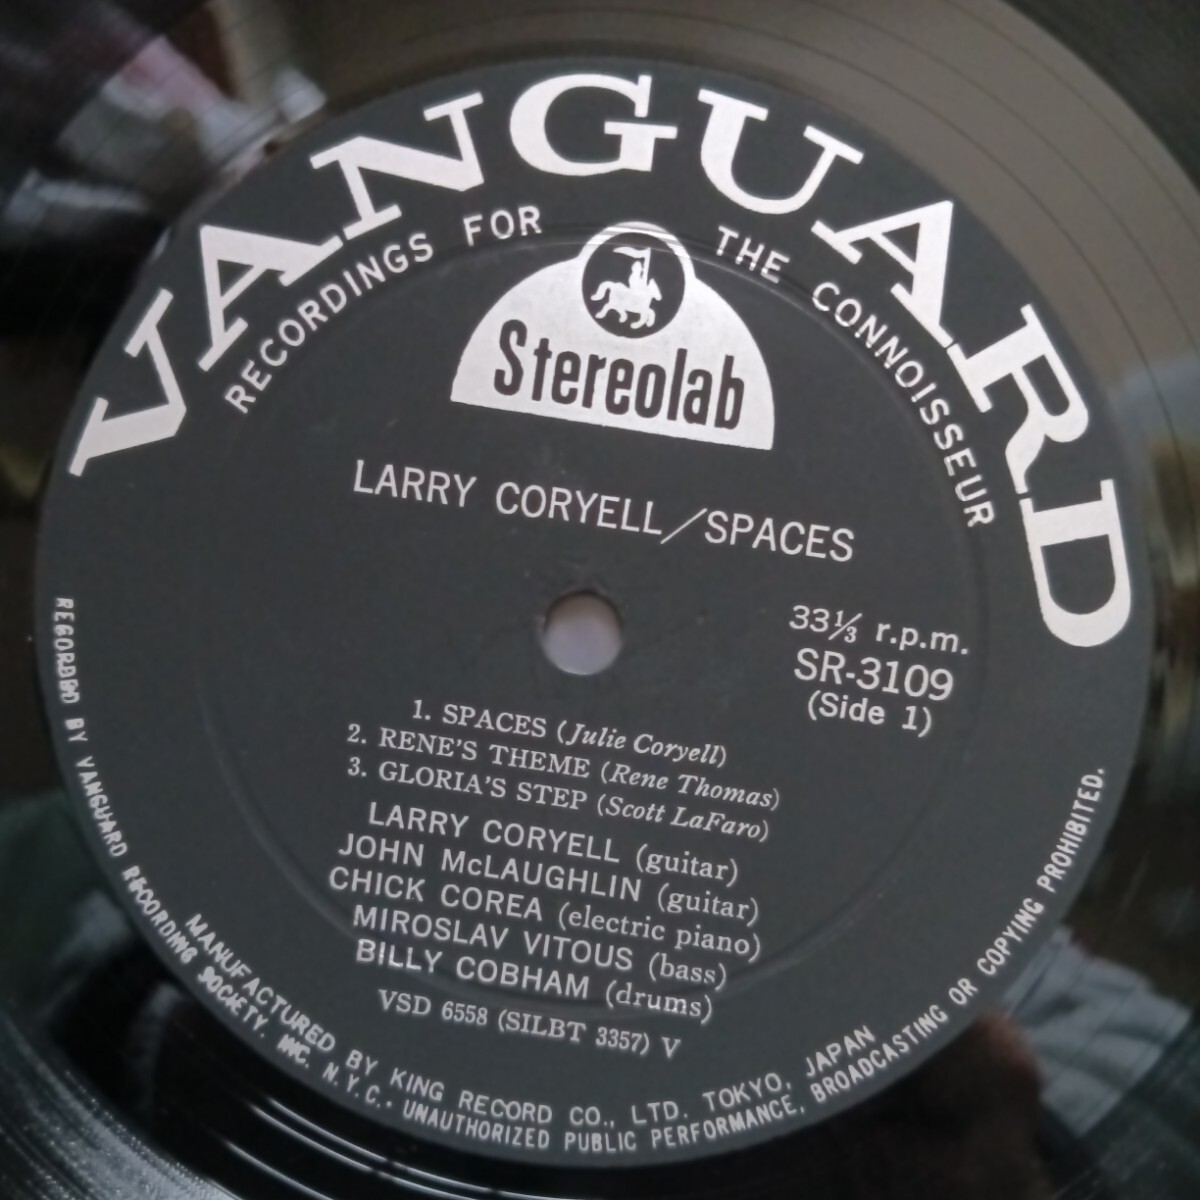 VANGUARD
RECORDINGS FOR THE CONNOISSEUR
Stereolab
LARRY CORYELL/SPACES
33⅓ r.p.m.
SR-3109
(Side 1)
1. SPACES (Julie Coryell)
2. RENE'S THEME (Rene Thomas)
3. GLORIA'S STEP (Scott LaFaro)
LARRY CORYELL (guitar)
JOHN McLAUGHLIN (guitar)
CHICK COREA (electric piano)
MIROSLAV VITOUS (bass)
BILLY COBHAM (drums)
VSD 6558 (SILBT 3357) V
MANUFACTURED BY KING RECORD CO., LTD. TOKYO, JAPAN
RECORDED BY VANGUARD RECORDING SOCIETY, INC. N.Y.C. • UNAUTHORIZED PUBLIC PERFORMANCE, BROADCASTING OR COPYING PROHIBITED.